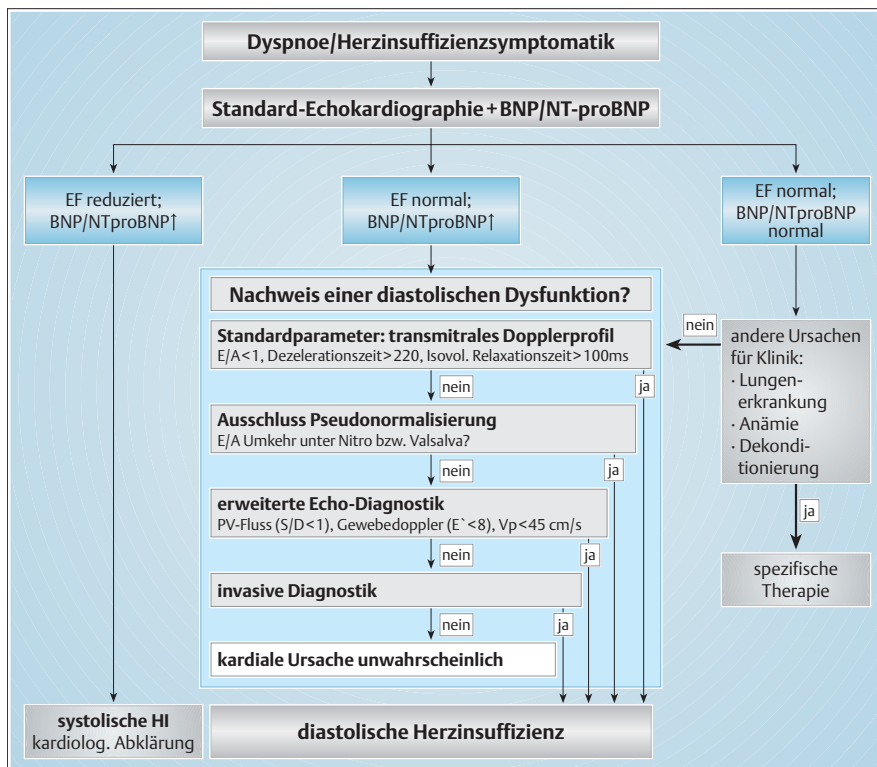 Dyspnoe/Herzinsuffizienzsymptomatik
Standard-Echokardiographie+BNP/NT-proBNP
EF reduziert;
BNP/NTproBNP↑
EF normal;
BNP/NTproBNP↑
EF normal;
BNP/NTproBNP
normal
Nachweis einer diastolischen Dysfunktion?
Standardparameter: transmitrales Dopplerprofil
E/A<1, Dezelerationszeit>220, Isovol. Relaxationszeit>100ms
nein
andere Ursachen
für Klinik:
· Lungen-
erkrankung
· Anämie
· Dekondi-
tionierung
nein
ja
Ausschluss Pseudonormalisierung
E/A Umkehr unter Nitro bzw. Valsalva?
nein
ja
erweiterte Echo-Diagnostik
PV-Fluss (S/D<1), Gewebedoppler (E`<8), Vp<45 cm/s
nein
ja
ja
spezifische
Therapie
invasive Diagnostik
nein
ja
kardiale Ursache unwahrscheinlich
systolische HI
kardiolog. Abklärung
diastolische Herzinsuffizienz